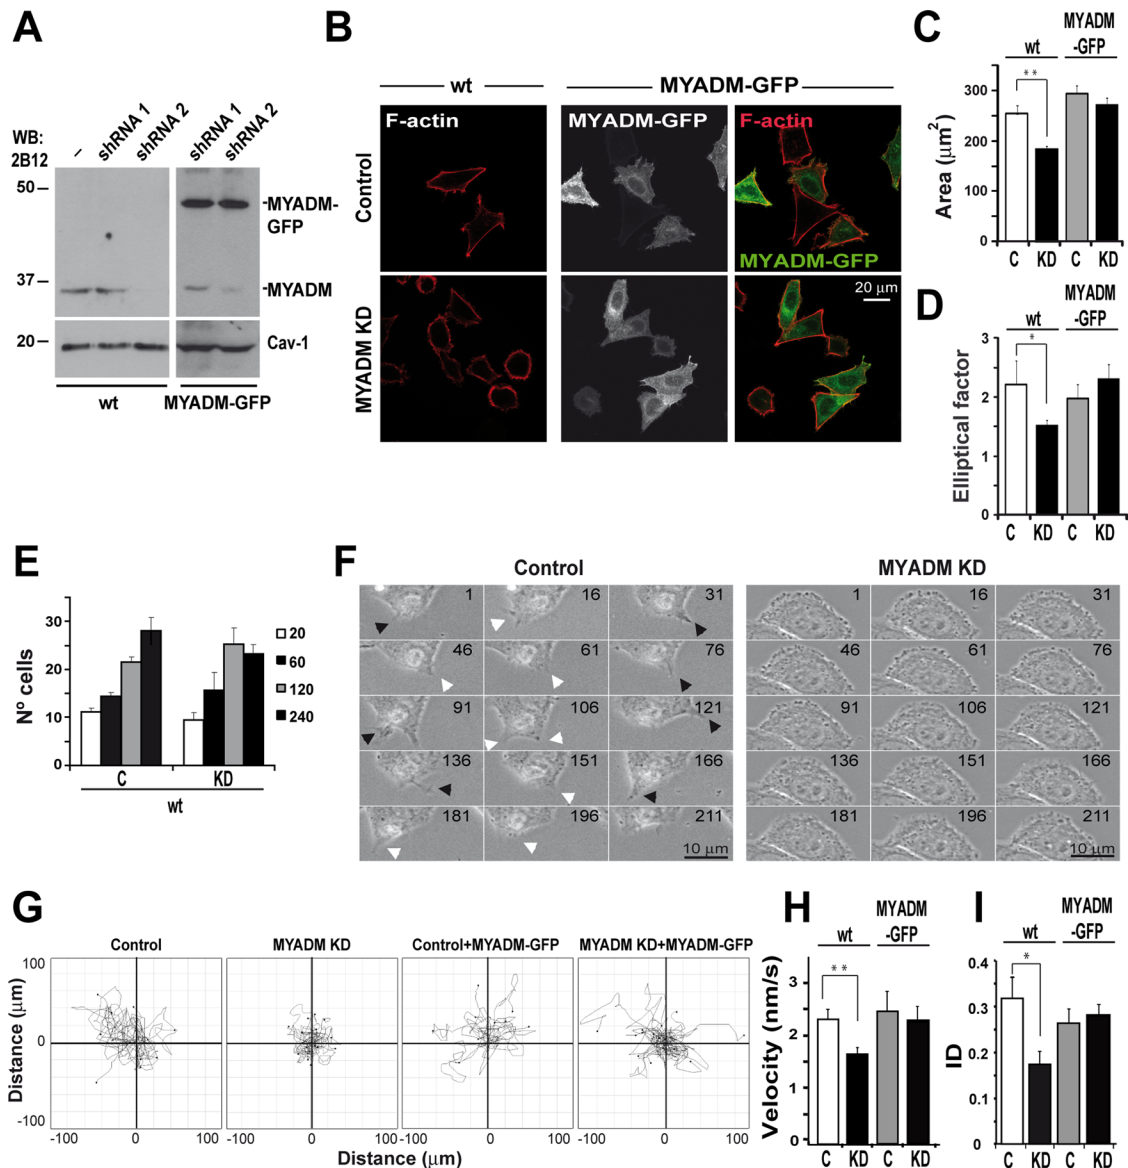 A
WB:
2B12
–
shRNA 1
shRNA 2
shRNA 1
shRNA 2
50
37
20
-MYADM-
GFP
-MYADM
Cav-1
wt
MYADM-GFP
B
wt
MYADM-GFP
F-actin
MYADM-GFP
F-actin
MYADM-GFP
Control
MYADM KD
20 μm
C
MYADM
-GFP
wt
**
Area (μm²)
300
200
100
0
C
KD
C
KD
D
MYADM
-GFP
wt
*
Elliptical factor
3
2
2
1
0
C
KD
C
KD
E
Nº cells
30
20
10
0
20
60
120
240
C
KD
wt
F
Control
MYADM KD
1
16
31
46
61
76
91
106
121
136
151
166
181
196
211
10 μm
1
16
31
46
61
76
91
106
121
136
151
166
181
196
211
10 μm
G
Control
MYADM KD
Control+MYADM-GFP
MYADM KD+MYADM-GFP
Distance (μm)
100
0
-100
-100
0
100
-100
0
100
-100
0
100
-100
0
100
Distance (μm)
H
MYADM
-GFP
wt
**
Velocity (nm/s)
3
2
2
1
0
C
KD
C
KD
I
MYADM
-GFP
wt
*
ID
0.4
0.3
0.2
0.1
0
C
KD
C
KD